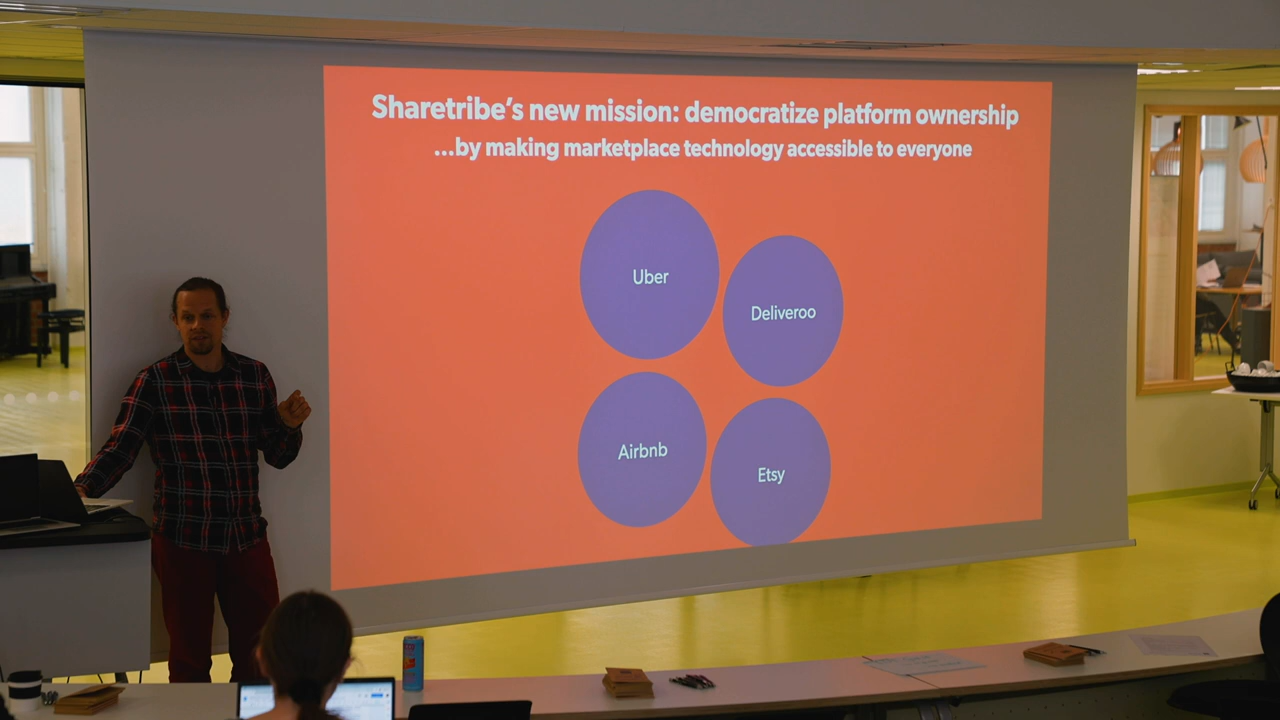 Sharetribe's new mission: democratize platform ownership
...by making marketplace technology accessible to everyone
Uber
Deliveroo
Airbnb
Etsy